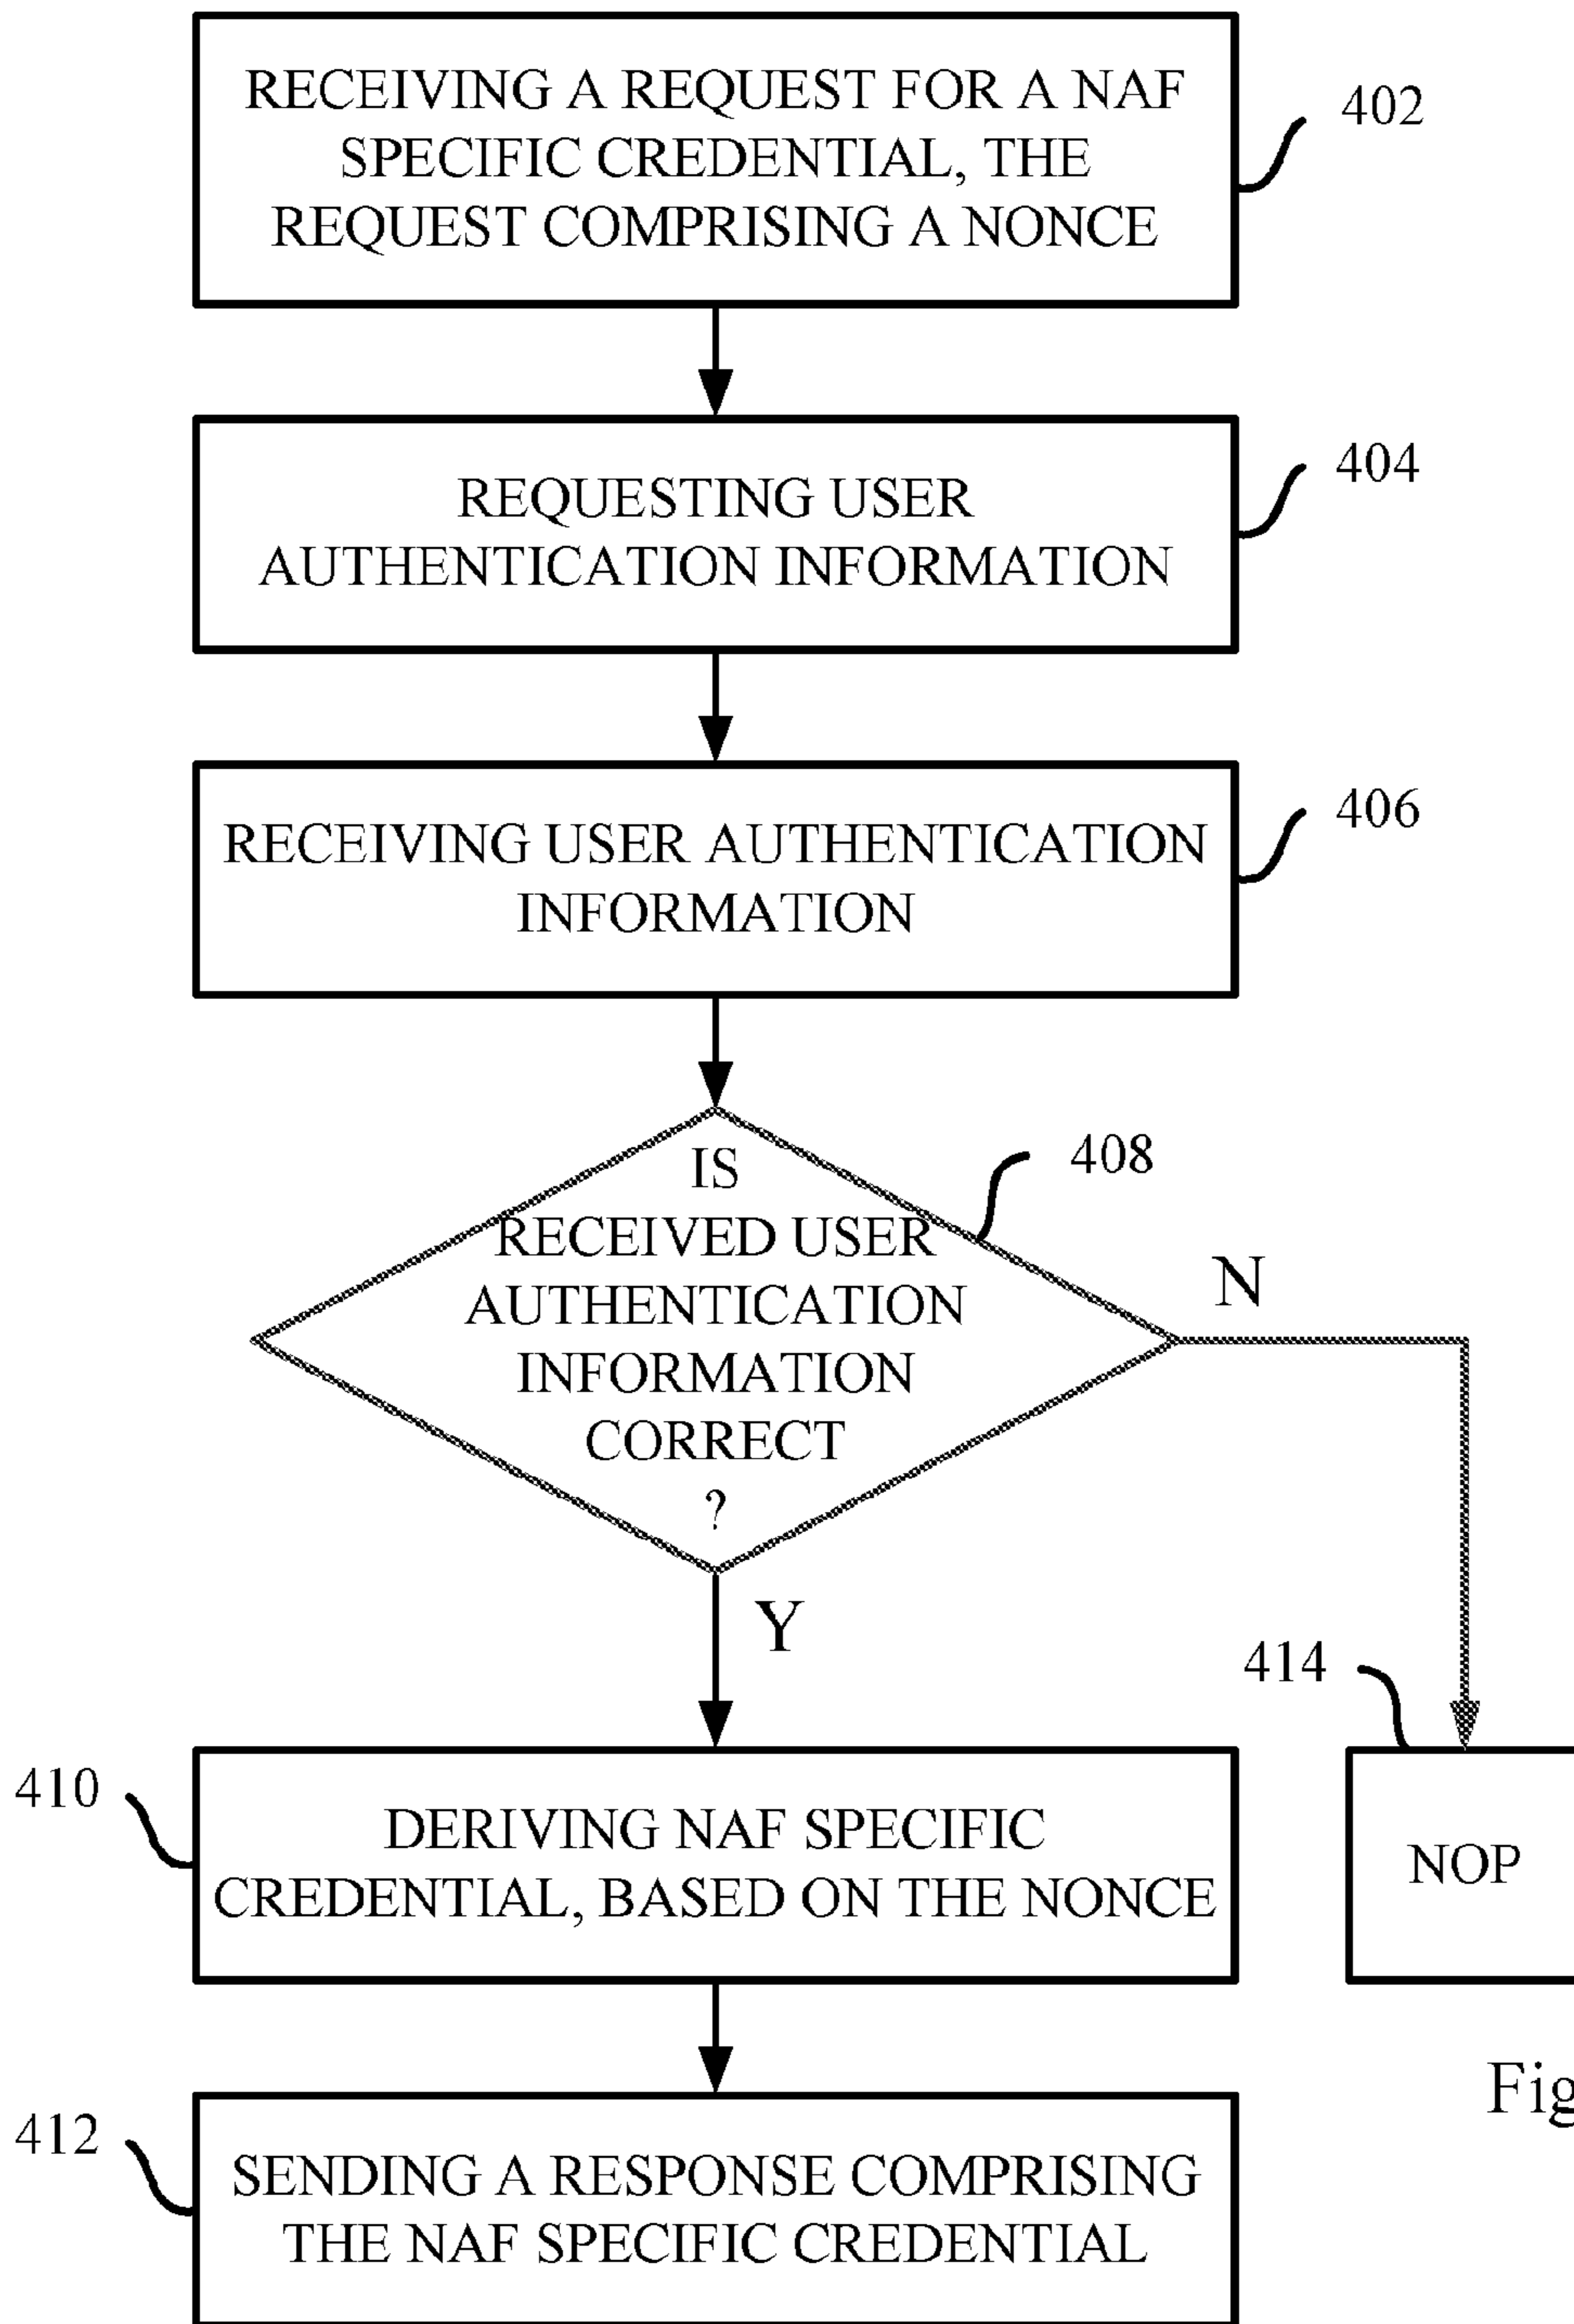 RECEIVING A REQUEST FOR A NAF
SPECIFIC CREDENTIAL, THE
REQUEST COMPRISING A NONCE
402
REQUESTING USER
AUTHENTICATION INFORMATION
404
RECEIVING USER AUTHENTICATION
INFORMATION
406
IS
RECEIVED USER
AUTHENTICATION
INFORMATION
CORRECT
?
408
N
Y
414
410
DERIVING NAF SPECIFIC
CREDENTIAL, BASED ON THE NONCE
NOP
Fig
412
SENDING A RESPONSE COMPRISING
THE NAF SPECIFIC CREDENTIAL